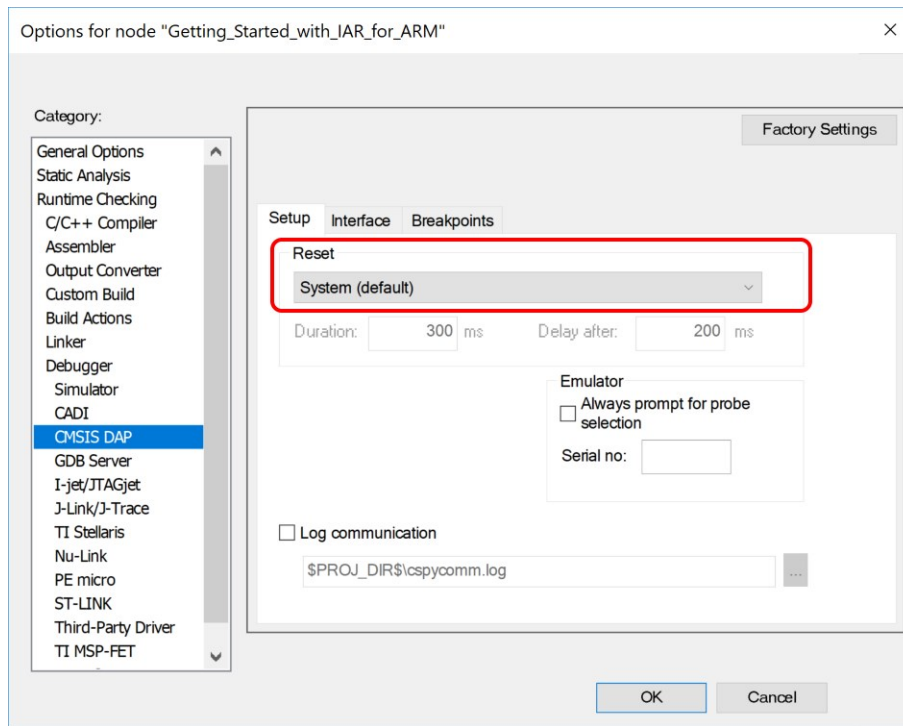 Options for node "Getting_Started_with_IAR_for_ARM"
Category:
General Options
Static Analysis
Runtime Checking
C/C++ Compiler
Assembler
Output Converter
Custom Build
Build Actions
Linker
Debugger
Simulator
CADI
CMSIS DAP
GDB Server
I-jet/JTAGjet
J-Link/J-Trace
TI Stellaris
Nu-Link
PE micro
ST-LINK
Third-Party Driver
TI MSP-FET
Factory Settings
Setup Interface Breakpoints
Reset
System (default)
Duration: 300 ms Delay after: 200 ms
Emulator
Always prompt for probe
selection
Serial no:
Log communication
$PROJ_DIR$\cspycomm.log
...
OK Cancel